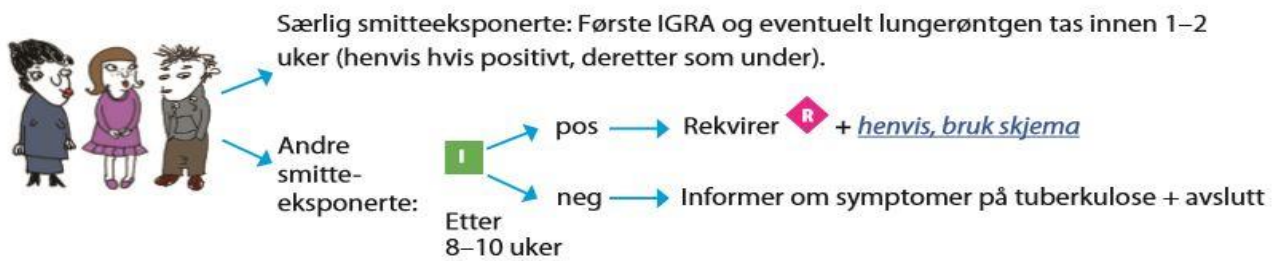 Særlig smitteeksponerte: Første IGRA og eventuelt lungerøntgen tas innen 1–2
uker (henvis hvis positivt, deretter som under).
pos
Rekvirer R + henvis, bruk skjema
Andre
smitte-
eksponerte:
I
neg
Informer om symptomer på tuberkulose + avslutt
Etter
8–10 uker